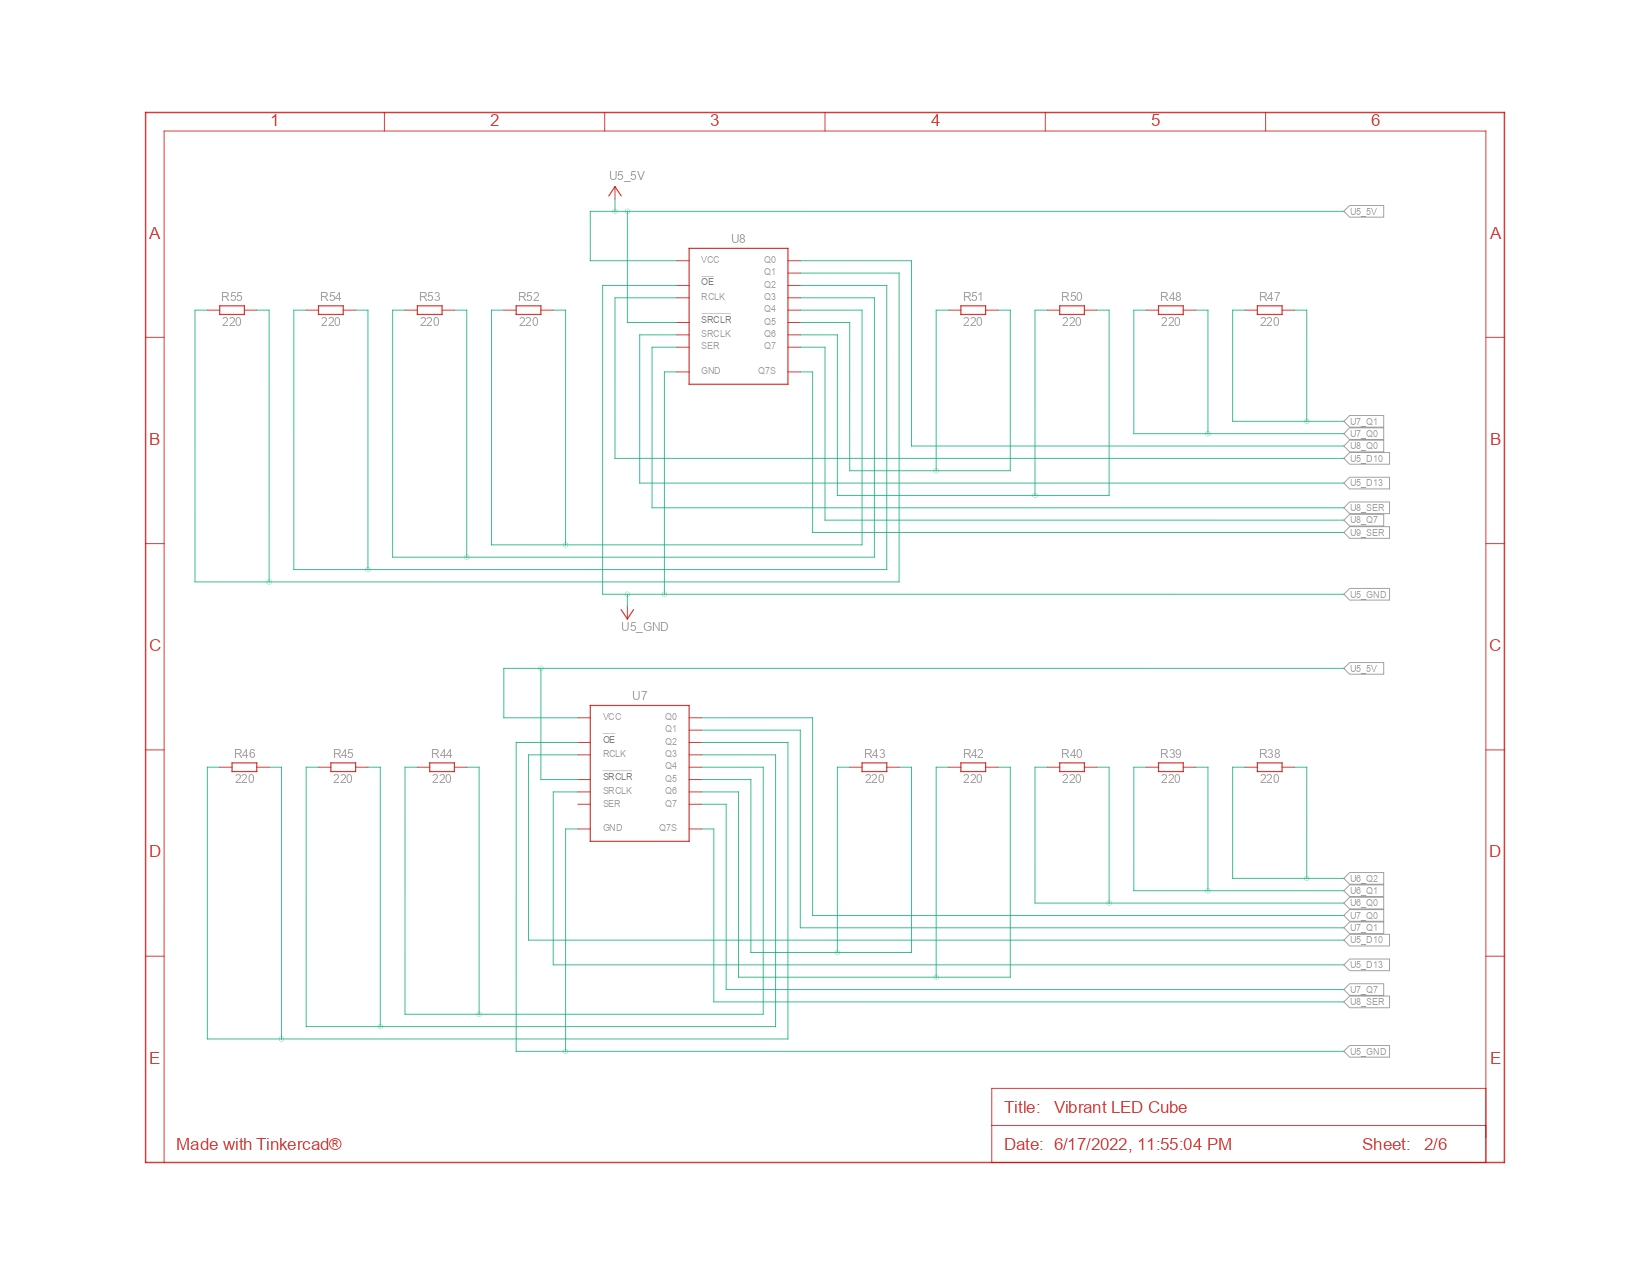 1 2 3 4 5 6
U5_5V
A U5_5V A
U8
VCC Q0
Q1
OE Q2
RCLK Q3
Q4
SRCLR Q5
SRCLK Q6
SER Q7
GND Q7S
R55 R54 R53 R52 R51 R50 R48 R47
220 220 220 220 220 220 220 220
U7_Q1
U7_Q0
B B
U8_Q0
U5_D10
U5_D13
U8_SER
U8_Q7
U9_SER
U5_GND
U5_GND
C C
U5_5V
U7
VCC Q0
Q1
OE Q2
RCLK Q3
Q4
SRCLR Q5
SRCLK Q6
SER Q7
GND Q7S
R46 R45 R44 R43 R42 R40 R39 R38
220 220 220 220 220 220 220 220
D D
U6_Q2
U6_Q1
U6_Q0
U7_Q0
U7_Q1
U5_D10
U5_D13
U7_Q7
U8_SER
U5_GND
E E
Title: Vibrant LED Cube
Made with Tinkercad® Date: 6/17/2022, 11:55:04 PM Sheet: 2/6